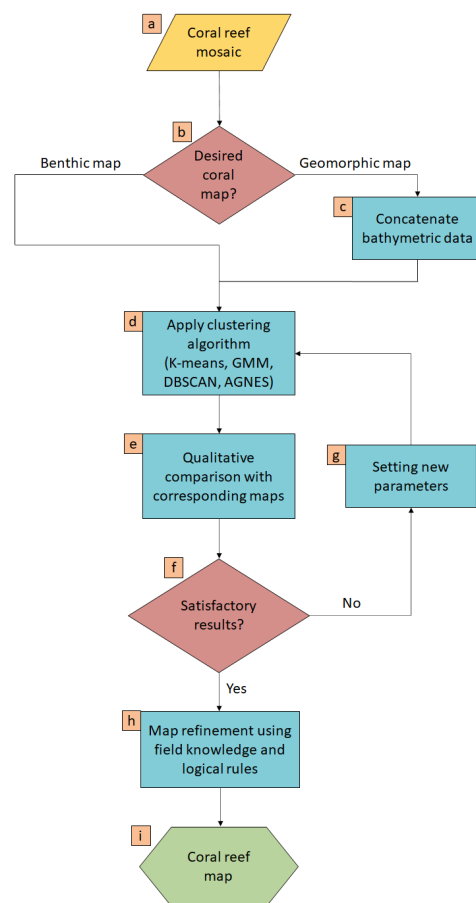 a
Coral reef
mosaic
b
Desired
coral
map?
Benthic map
Geomorphic map
c
Concatenate
bathymetric data
d
Apply clustering
algorithm
(K-means, GMM,
DBSCAN, AGNES)
e
Qualitative
comparison with
corresponding maps
g
Setting new
parameters
f
Satisfactory
results?
No
Yes
h
Map refinement using
field knowledge and
logical rules
i
Coral reef
map